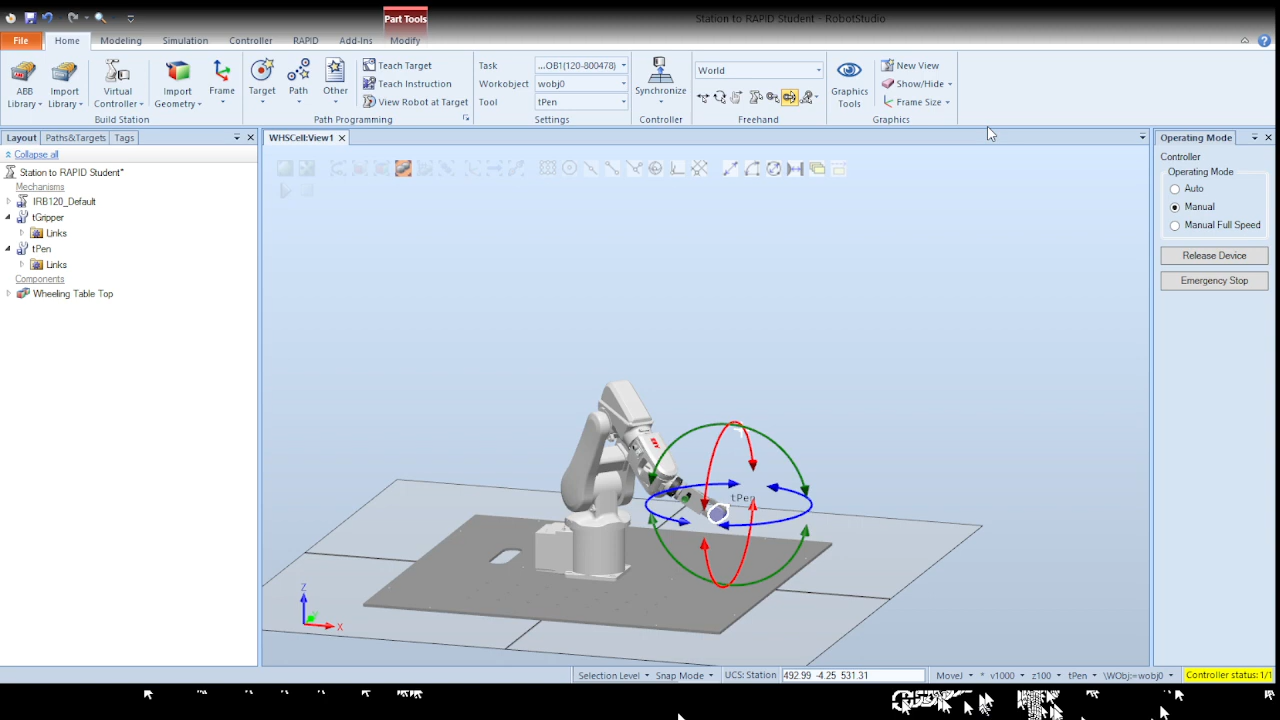 Station to RAPID Student - RobotStudio
Part Tools
File Home Modeling Simulation Controller RAPID Add-Ins Modify
ABB Library
Import Library
Virtual Controller
Import Geometry
Frame
Build Station
Target
Path
Other
Teach Target
Teach Instruction
View Robot at Target
Path Programming
Task ...OB1(120-800478)
Workobject wobj0
Tool tPen
Settings
Synchronize
Controller
World
Freehand
Graphics Tools
New View
Show/Hide
Frame Size
Graphics
Layout Paths&Targets Tags
Collapse all
Station to RAPID Student*
Mechanisms
IRB120_Default
tGripper
Links
tPen
Links
Components
Wheeling Table Top
WHSCell:View1
ABB
tPen
Z
Y
X
Operating Mode
Controller
Operating Mode
Auto
Manual
Manual Full Speed
Release Device
Emergency Stop
Selection Level Snap Mode UCS: Station 492.99 -4.25 531.31 MoveJ * v1000 z100 tPen \WObj:=wobj0 Controller status: 1/1